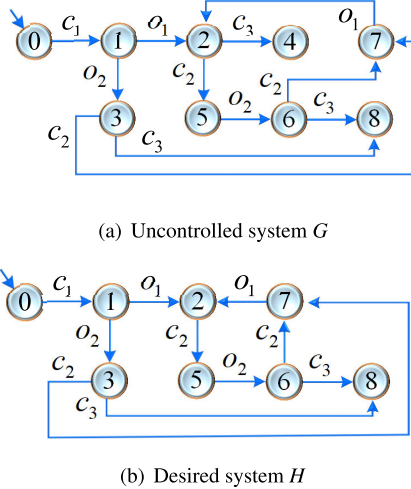 0 c₁ 1 o₁ 2 c₃ 4 o₁ 7
o₂ c₂ c₂
c₂ 3 c₃ 5 o₂ 6 c₃ 8
(a) Uncontrolled system G
0 c₁ 1 o₁ 2 o₁ 7
o₂ c₂ c₂
c₂ 3 c₃ 5 o₂ 6 c₃ 8
(b) Desired system H